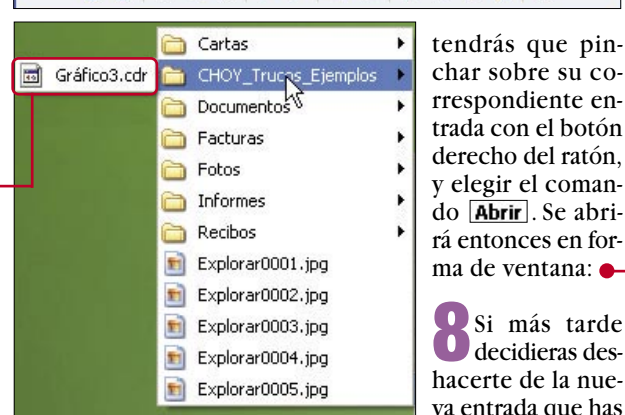 Gráfico3.cdr
Cartas
CHOY_Trucos_Ejemplos
Documentos
Facturas
Fotos
Informes
Recibos
Explorar0001.jpg
Explorar0002.jpg
Explorar0003.jpg
Explorar0004.jpg
Explorar0005.jpg
tendrás que pin-
char sobre su co-
rrespondiente en-
trada con el botón
derecho del ratón,
y elegir el coman-
do Abrir. Se abri-
rá entonces en for-
ma de ventana:
8 Si más tarde
decidieras des-
hacerte de la nue-
va entrada que has